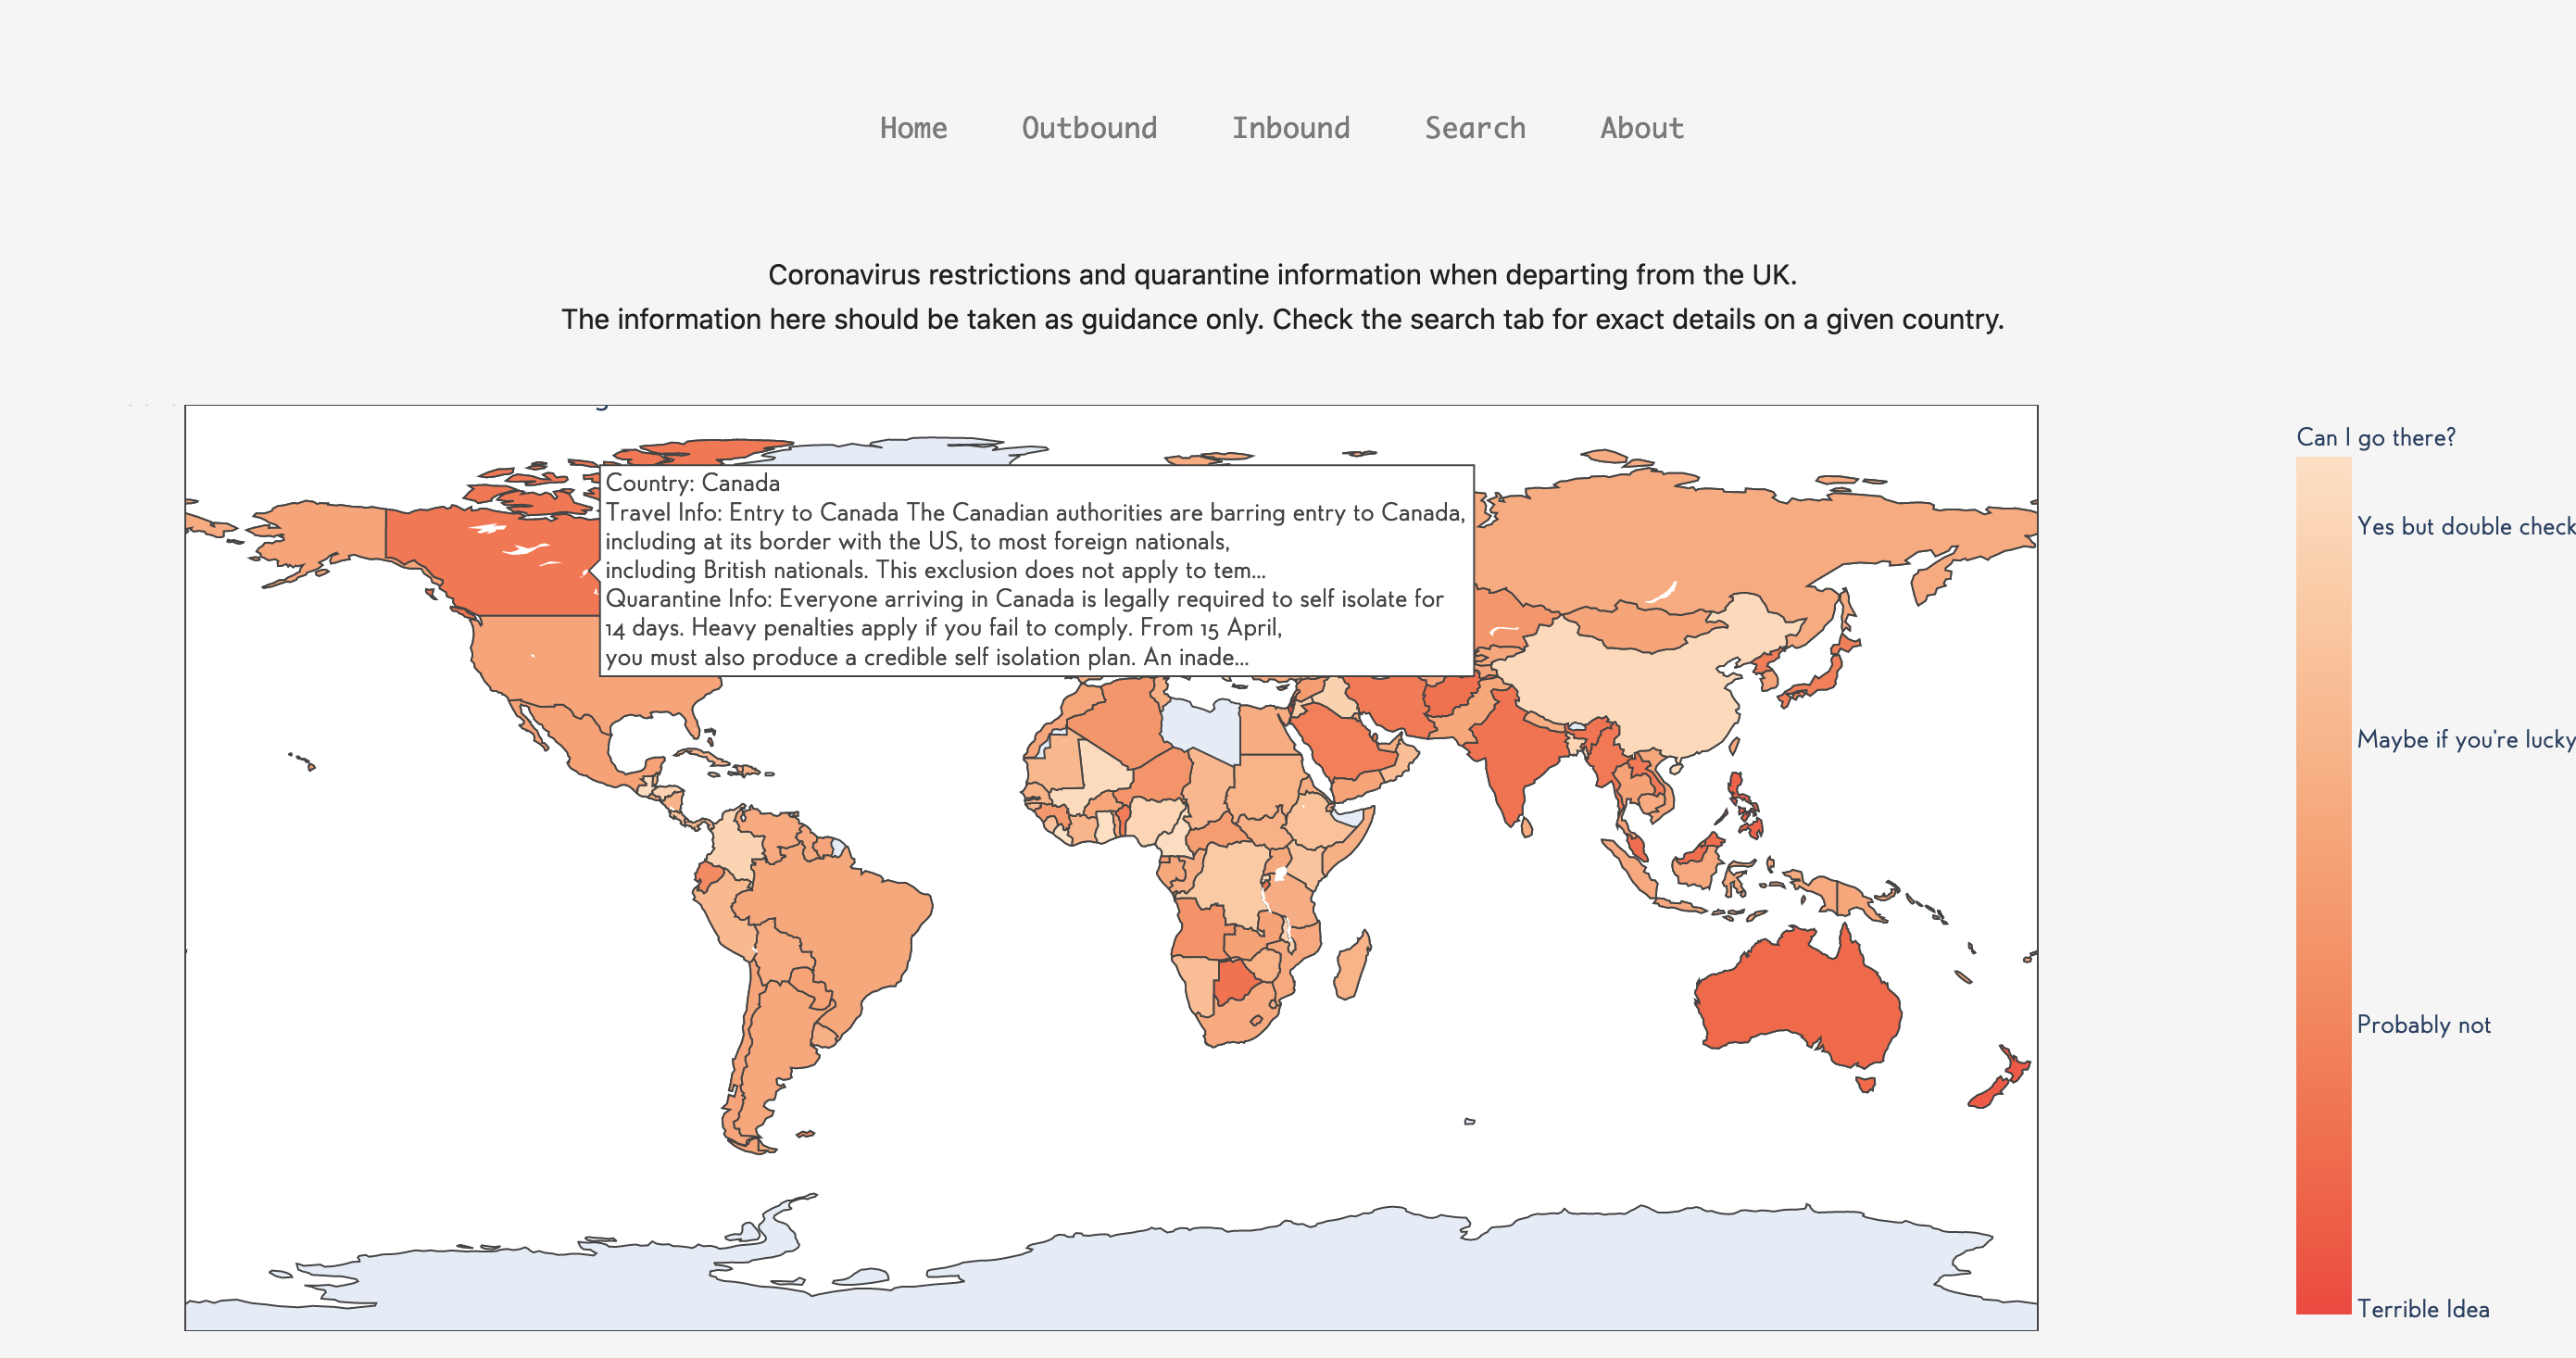 Home Outbound Inbound Search About
Coronavirus restrictions and quarantine information when departing from the UK.
The information here should be taken as guidance only. Check the search tab for exact details on a given country.
Can I go there?
Yes but double check
Maybe if you're lucky
Probably not
Terrible Idea
Country: Canada
Travel Info: Entry to Canada The Canadian authorities are barring entry to Canada,
including at its border with the US, to most foreign nationals,
including British nationals. This exclusion does not apply to tem...
Quarantine Info: Everyone arriving in Canada is legally required to self isolate for
14 days. Heavy penalties apply if you fail to comply. From 15 April,
you must also produce a credible self isolation plan. An inade...